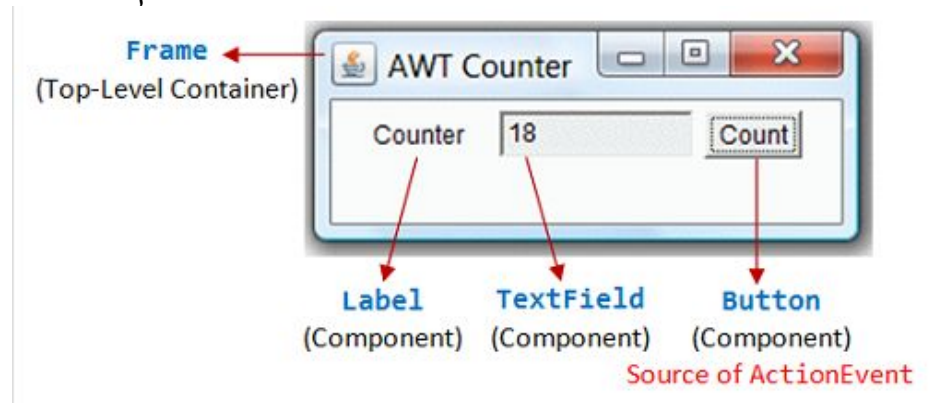 Frame
(Top-Level Container)
AWT Counter
Counter 18 Count
Label TextField Button
(Component) (Component) (Component)
Source of ActionEvent